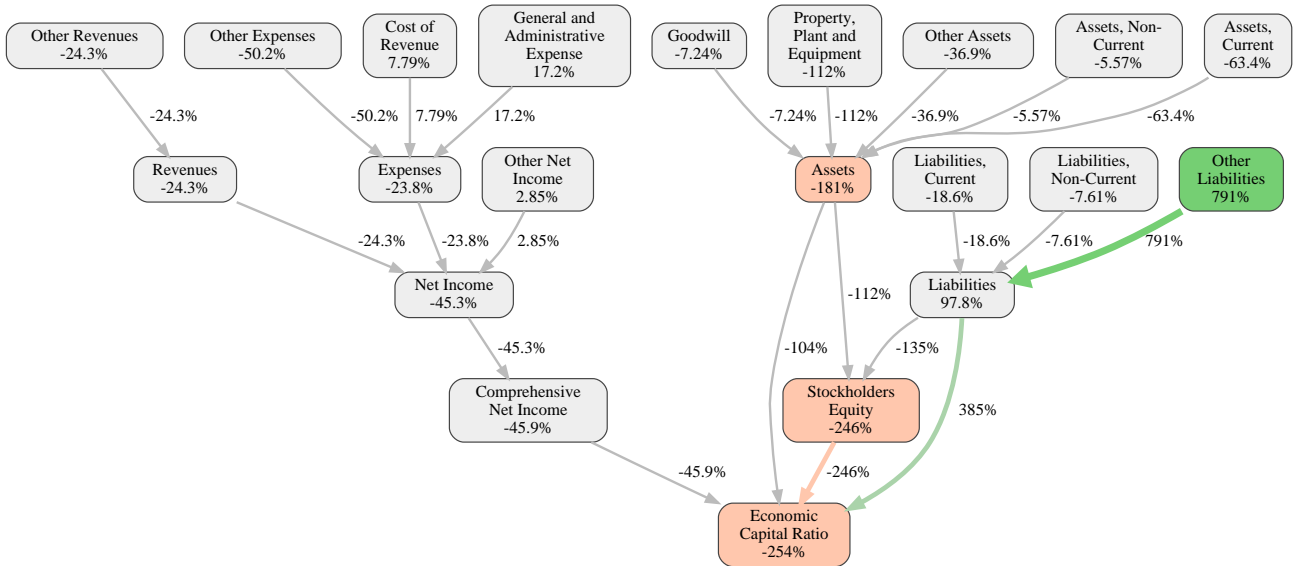 Other Revenues
-24.3%
Other Expenses
-50.2%
Cost of
Revenue
7.79%
General and
Administrative
Expense
17.2%
Goodwill
-7.24%
Property,
Plant and
Equipment
-112%
Other Assets
-36.9%
Assets, Non-
Current
-5.57%
Assets,
Current
-63.4%
-24.3%
-50.2%
7.79%
17.2%
-7.24%
-112%
-36.9%
-5.57%
-63.4%
Revenues
-24.3%
Expenses
-23.8%
Other Net
Income
2.85%
Assets
-181%
Liabilities,
Current
-18.6%
Liabilities,
Non-Current
-7.61%
Other
Liabilities
791%
-24.3%
-23.8%
2.85%
-18.6%
-7.61%
791%
Net Income
-45.3%
-112%
Liabilities
97.8%
-45.3%
-104%
-135%
Comprehensive
Net Income
-45.9%
Stockholders
Equity
-246%
385%
-45.9%
-246%
Economic
Capital Ratio
-254%